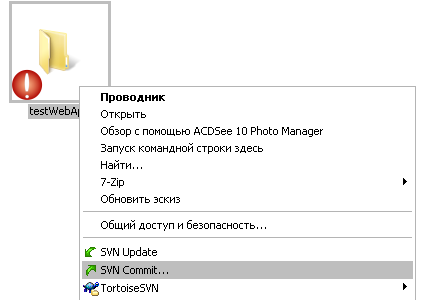 testWebAp
Проводник
Открыть
Обзор с помощью ACDSee 10 Photo Manager
Запуск командной строки здесь
Найти...
7-Zip
Обновить эскиз
Общий доступ и безопасность...
SVN Update
SVN Commit...
TortoiseSVN